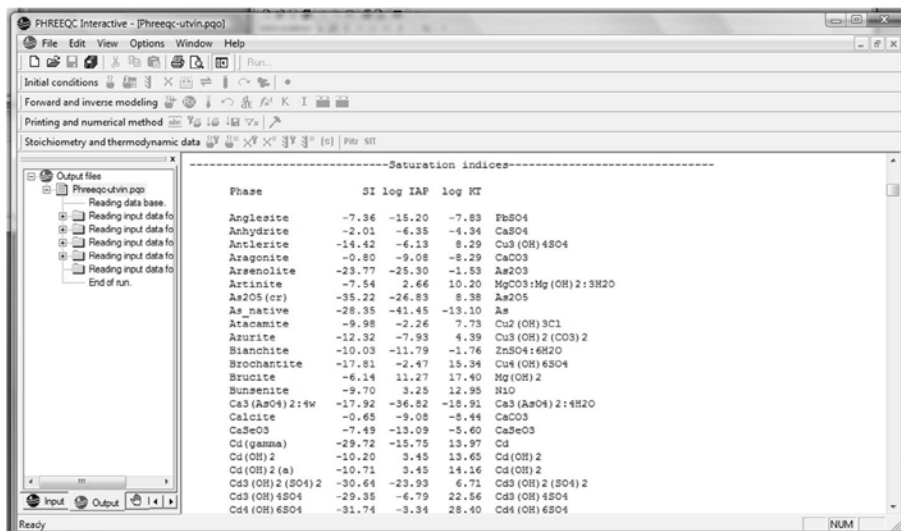 PHREEQC Interactive - [Phreeqc-utvin.pqo]
File Edit View Options Window Help
Run...
Initial conditions
Forward and inverse modeling K I
Printing and numerical method abc
Stoichiometry and thermodynamic data (s) Pitz SIT
Output files
Phreeqc-utvin.pqo
Reading data base.
Reading input data fo
Reading input data fo
Reading input data fo
Reading input data fo
Reading input data fo
End of run.
Input Output
Ready
NUM
------------------------------Saturation indices-------------------------------
Phase SI log IAP log KT
Anglesite -7.36 -15.20 -7.83 PbSO4
Anhydrite -2.01 -6.35 -4.34 CaSO4
Antlerite -14.42 -6.13 8.29 Cu3(OH)4SO4
Aragonite -0.80 -9.08 -8.29 CaCO3
Arsenolite -23.77 -25.30 -1.53 As2O3
Artinite -7.54 2.66 10.20 MgCO3:Mg(OH)2:3H2O
As2O5(cr) -35.22 -26.83 8.38 As2O5
As_native -28.35 -41.45 -13.10 As
Atacamite -9.98 -2.26 7.73 Cu2(OH)3Cl
Azurite -12.32 -7.93 4.39 Cu3(OH)2(CO3)2
Bianchite -10.03 -11.79 -1.76 ZnSO4:6H2O
Brochantite -17.81 -2.47 15.34 Cu4(OH)6SO4
Brucite -6.14 11.27 17.40 Mg(OH)2
Bunsenite -9.70 3.25 12.95 NiO
Ca3(AsO4)2:4w -17.92 -36.82 -18.91 Ca3(AsO4)2:4H2O
Calcite -0.65 -9.08 -8.44 CaCO3
CaSeO3 -7.49 -13.09 -5.60 CaSeO3
Cd(gamma) -29.72 -15.75 13.97 Cd
Cd(OH)2 -10.20 3.45 13.65 Cd(OH)2
Cd(OH)2(a) -10.71 3.45 14.16 Cd(OH)2
Cd3(OH)2(SO4)2 -30.64 -23.93 6.71 Cd3(OH)2(SO4)2
Cd3(OH)4SO4 -29.35 -6.79 22.56 Cd3(OH)4SO4
Cd4(OH)6SO4 -31.74 -3.34 28.40 Cd4(OH)6SO4